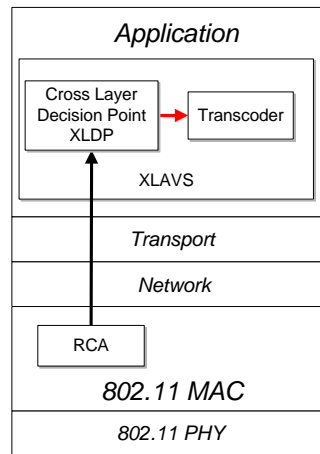 Application
Cross Layer
Decision Point
XLDP
Transcoder
XLAVS
Transport
Network
RCA
802.11 MAC
802.11 PHY